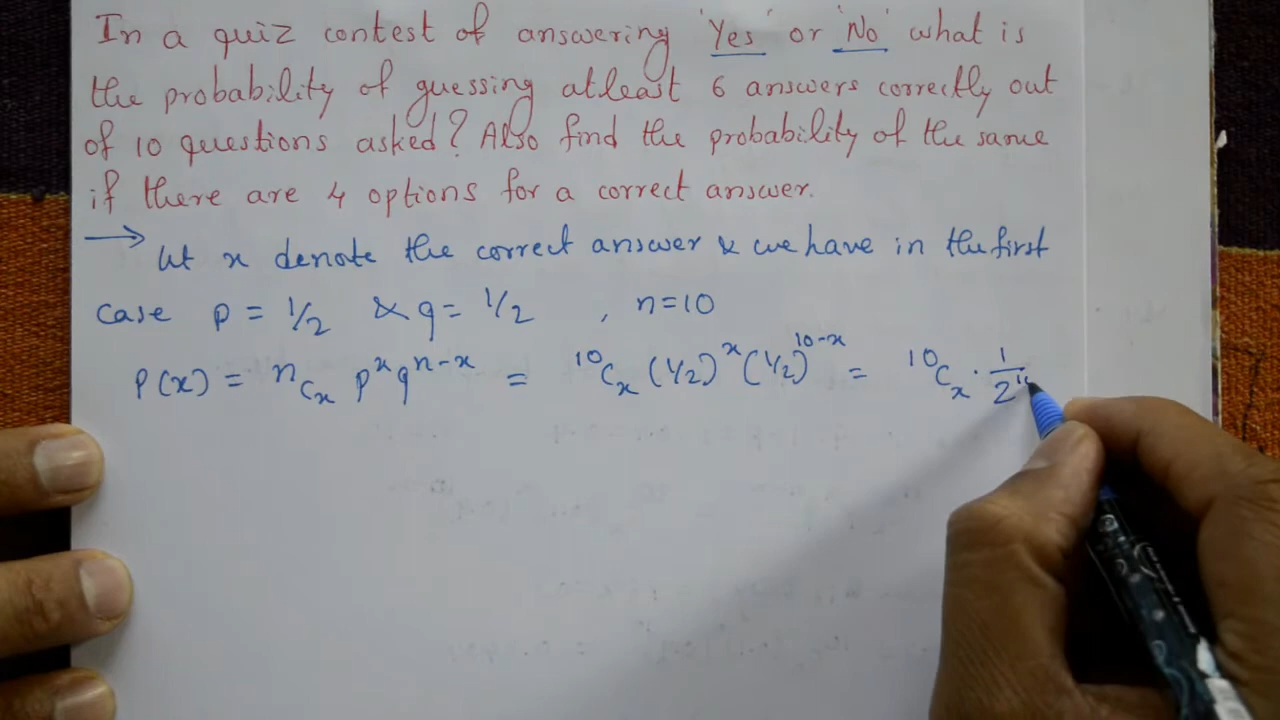 In a quiz contest of answering 'Yes' or 'No' what is
the probability of guessing atleast 6 answers correctly out
of 10 questions asked? Also find the probability of the same
if there are 4 options for a correct answer.
→ Let x denote the correct answer & we have in the first
case p = 1/2 & q = 1/2 , n=10
P(x) = ⁿCₓ pˣ qⁿ⁻ˣ = ¹⁰Cₓ (1/2)ˣ (1/2)¹⁰⁻ˣ = ¹⁰Cₓ · 1/2¹⁰